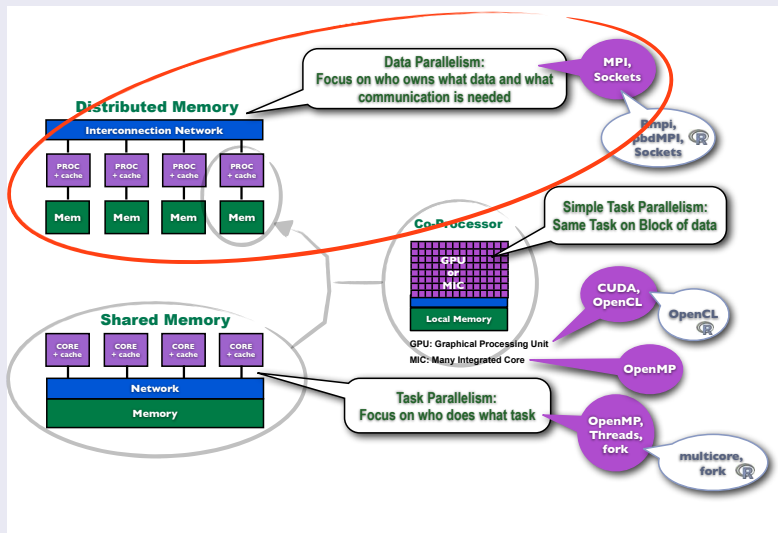 Data Parallelism:
Focus on who owns what data and what
communication is needed
MPI,
Sockets
Distributed Memory
Interconnection Network
Rmpi,
pbdMPI,
Sockets
R
PROC
+ cache
PROC
+ cache
PROC
+ cache
PROC
+ cache
Mem
Mem
Mem
Mem
Simple Task Parallelism:
Same Task on Block of data
Co-Processor
GPU
or
MIC
Local Memory
CUDA,
OpenCL
OpenCL
R
GPU: Graphical Processing Unit
MIC: Many Integrated Core
OpenMP
Shared Memory
CORE
+ cache
CORE
+ cache
CORE
+ cache
CORE
+ cache
Network
Memory
Task Parallelism:
Focus on who does what task
OpenMP,
Threads,
fork
multicore,
fork
R